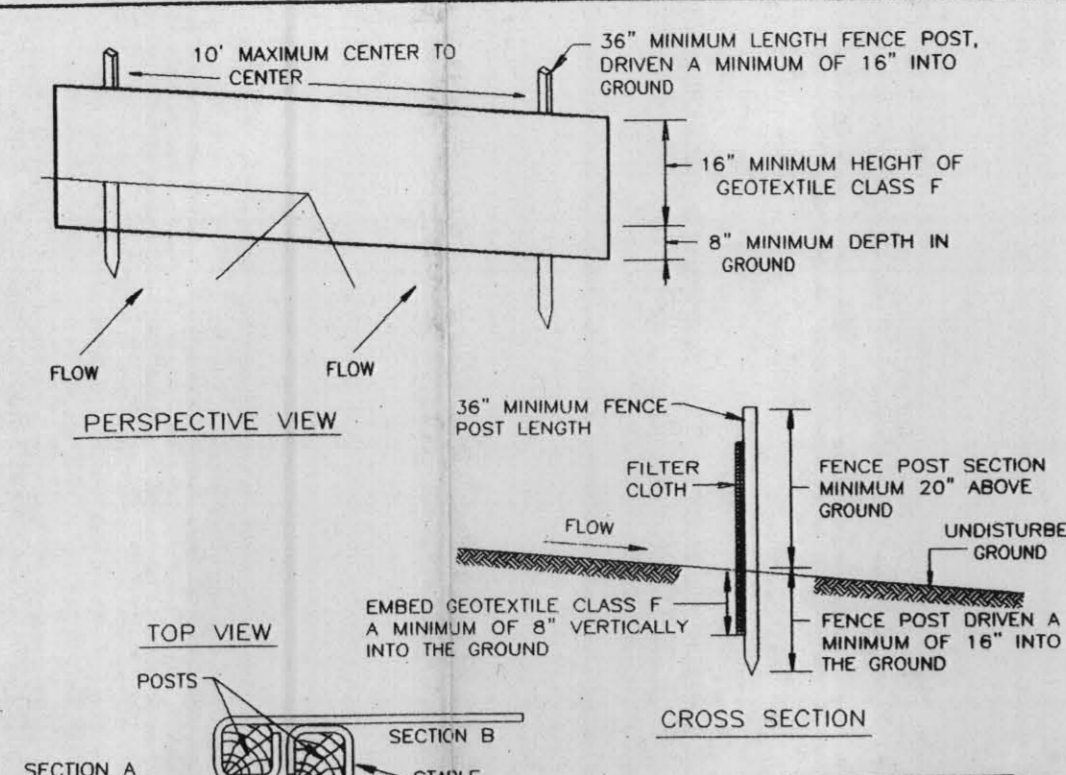 10' MAXIMUM CENTER TO
CENTER
36" MINIMUM LENGTH FENCE POST,
DRIVEN A MINIMUM OF 16" INTO
GROUND
16" MINIMUM HEIGHT OF
GEOTEXTILE CLASS F
8" MINIMUM DEPTH IN
GROUND
FLOW
FLOW
PERSPECTIVE VIEW
36" MINIMUM FENCE
POST LENGTH
FILTER
CLOTH
FLOW
FENCE POST SECTION
MINIMUM 20" ABOVE
GROUND
UNDISTURBE
GROUND
EMBED GEOTEXTILE CLASS F
A MINIMUM OF 8" VERTICALLY
INTO THE GROUND
FENCE POST DRIVEN A
MINIMUM OF 16" INTO
THE GROUND
CROSS SECTION
TOP VIEW
POSTS
SECTION B
SECTION A
STAPLE